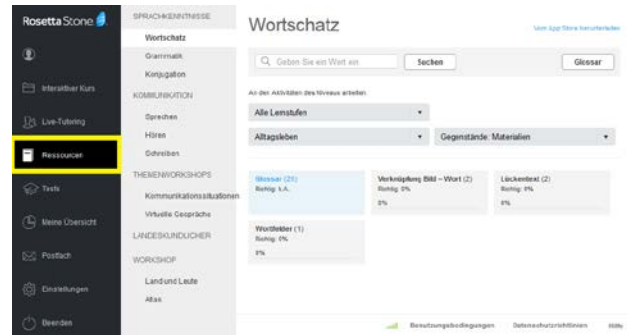 Rosetta Stone
Interaktiver Kurs
Live-Tutoring
Ressourcen
Tests
Meine Übersicht
Postfach
Einstellungen
Beenden
SPRACHKENNTNISSE
Wortschatz
Grammatik
Konjugation
KOMMUNIKATION
Sprechen
Hören
Schreiben
THEMENWORKSHOPS
Kommunikationssituationen
Virtuelle Gespräche
LANDESKUNDLICHER
WORKSHOP
Land und Leute
Atlas
Wortschatz
Vom App Store herunterladen
Geben Sie ein Wort ein
Suchen
Glossar
An den Aktivitäten des Niveaus arbeiten
Alle Lernstufen
Alltagsleben
Gegenstände: Materialien
Glossar (21)
Richtig: k.A.
Verknüpfung Bild – Wort (2)
Richtig: 0%
0%
Lückentext (2)
Richtig: 0%
0%
Wortfelder (1)
Richtig: 0%
0%
Benutzungsbedingungen
Datenschutzrichtlinien
Hilfe